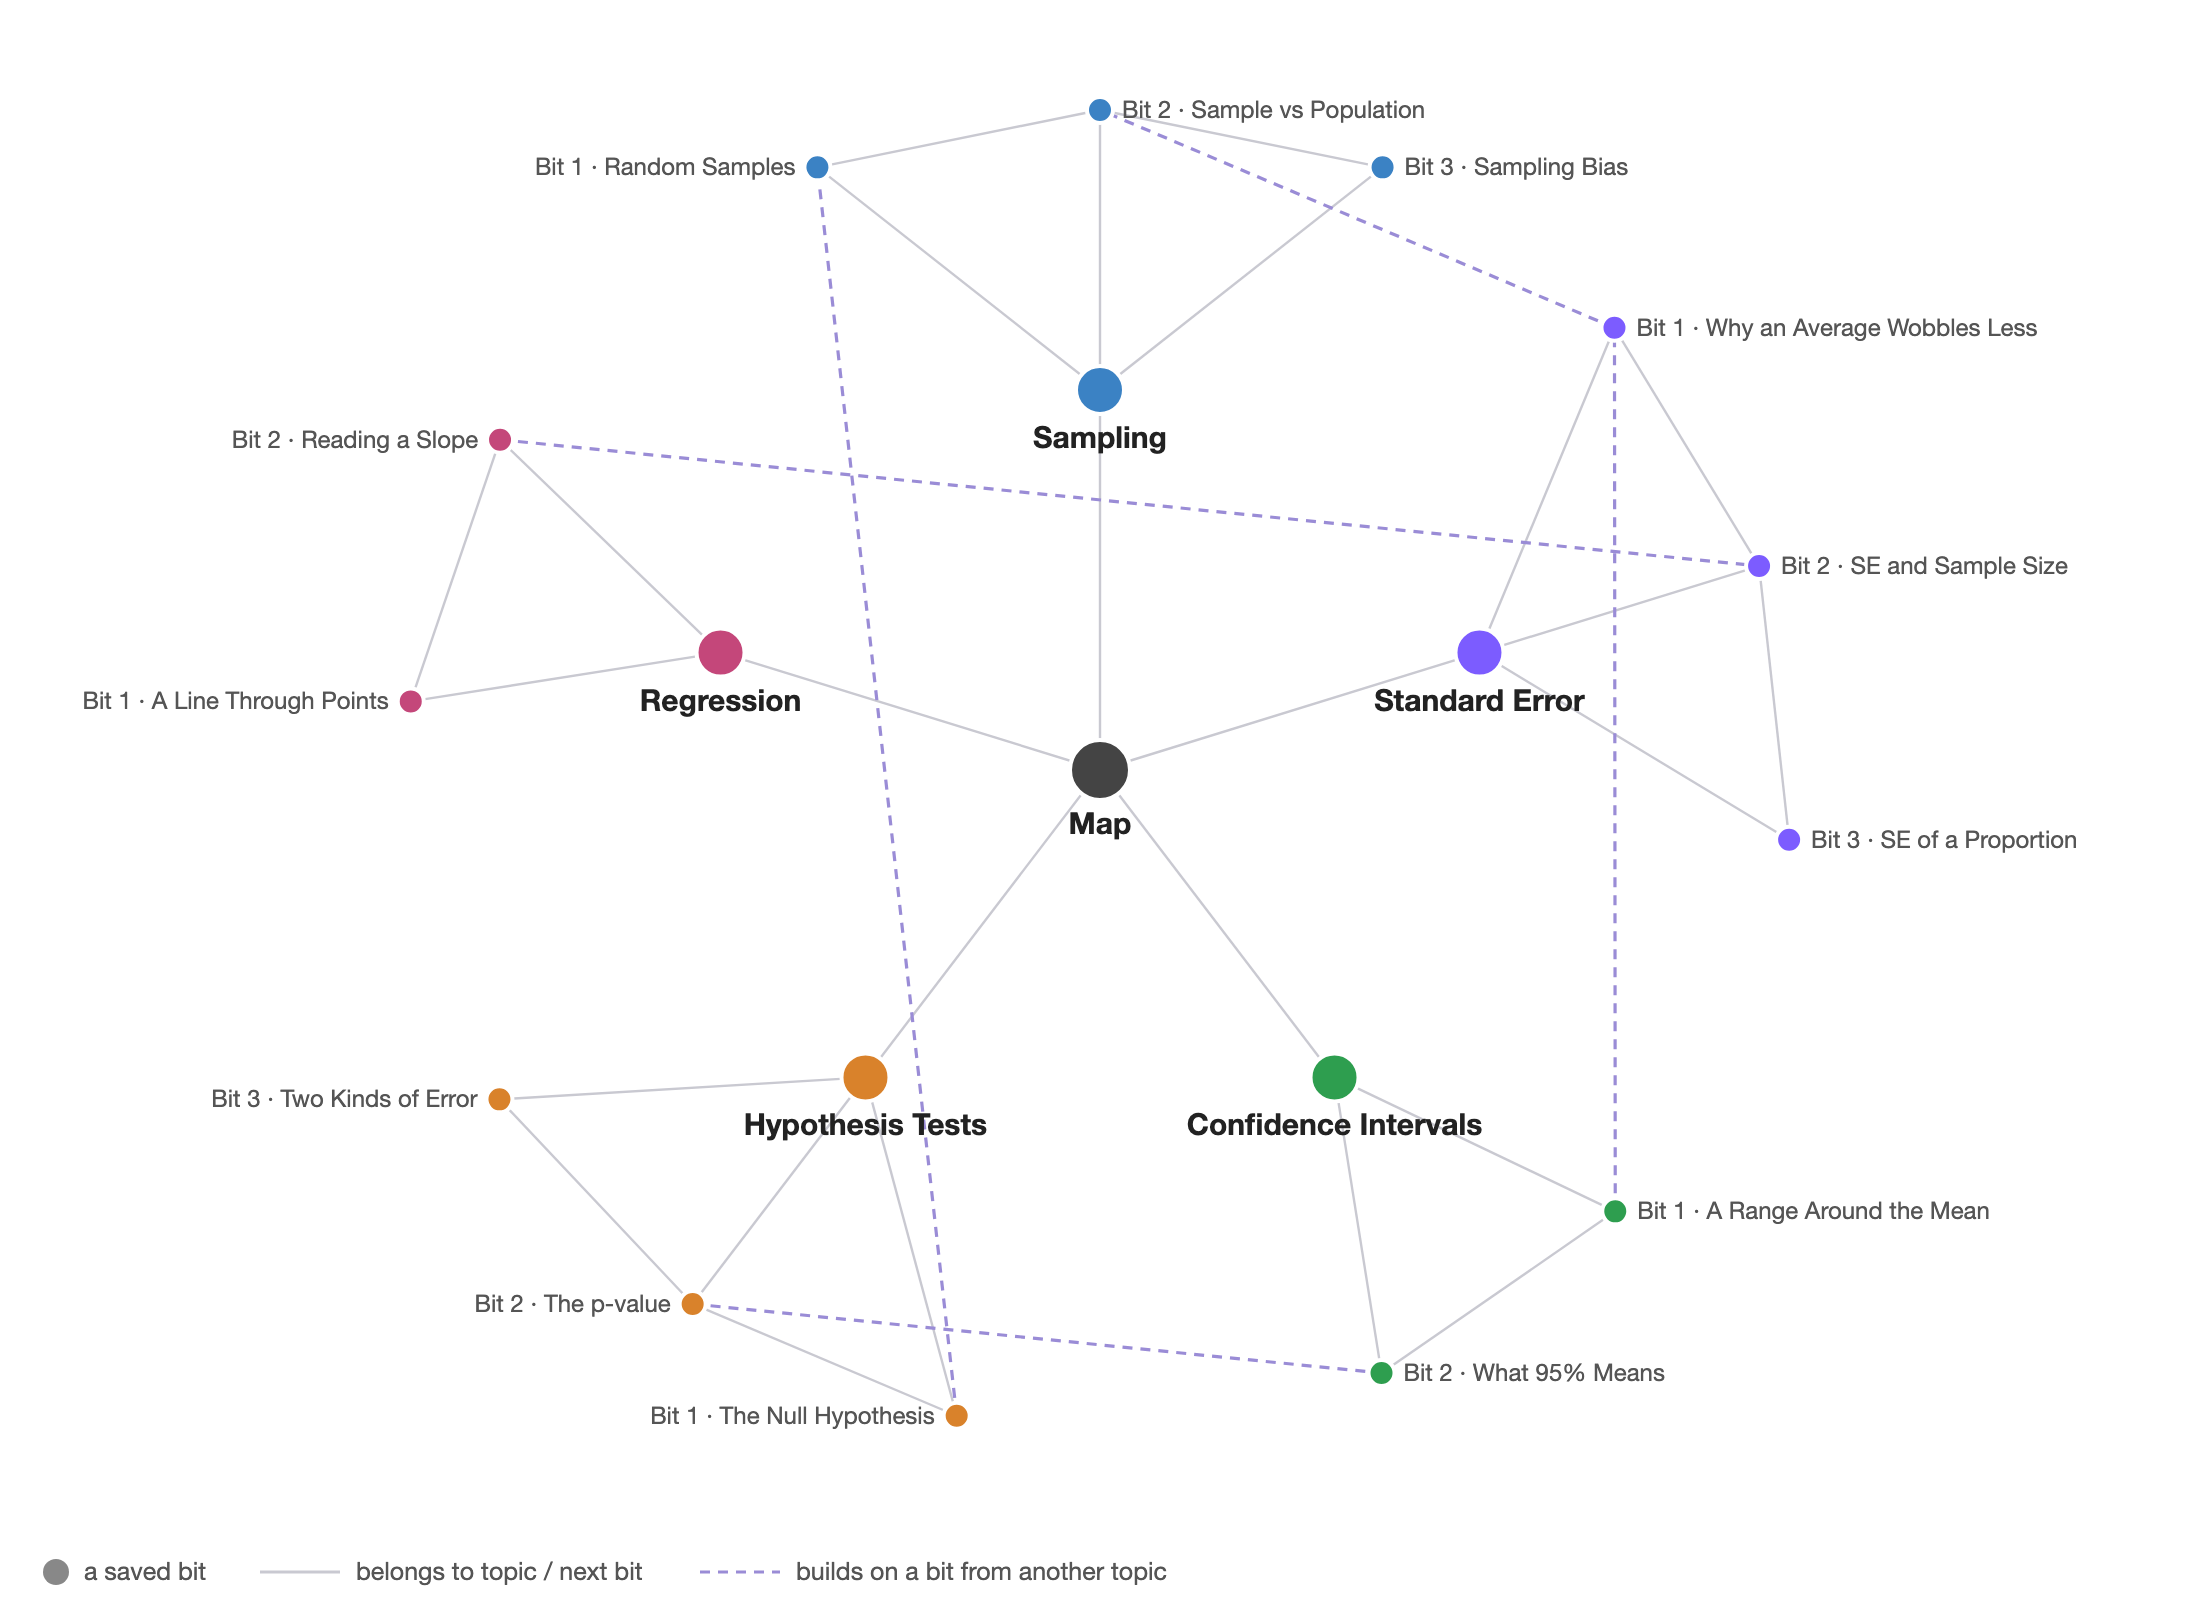 Bit 2 · Sample vs Population
Bit 1 · Random Samples
Bit 3 · Sampling Bias
Bit 1 · Why an Average Wobbles Less
Sampling
Bit 2 · Reading a Slope
Bit 2 · SE and Sample Size
Bit 1 · A Line Through Points
Regression
Standard Error
Map
Bit 3 · SE of a Proportion
Bit 3 · Two Kinds of Error
Hypothesis Tests
Confidence Intervals
Bit 1 · A Range Around the Mean
Bit 2 · The p-value
Bit 2 · What 95% Means
Bit 1 · The Null Hypothesis
a saved bit
belongs to topic / next bit
builds on a bit from another topic